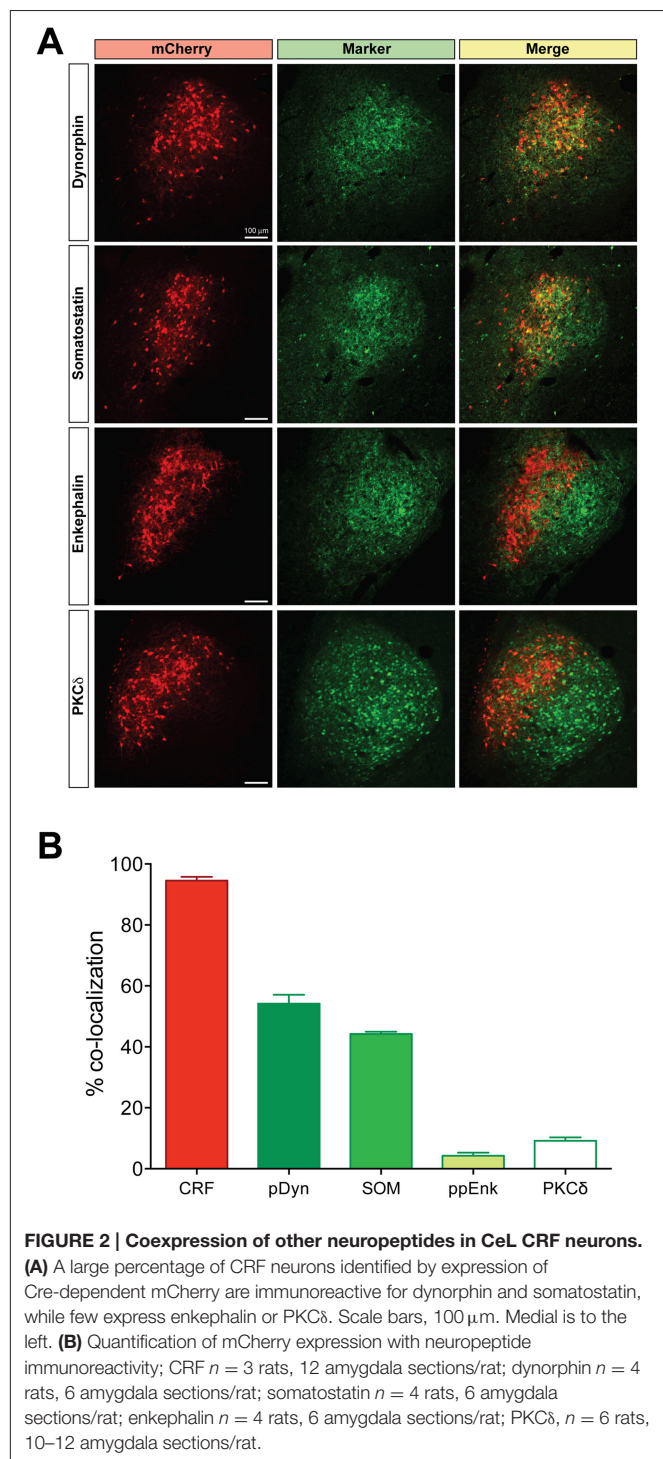 A
mCherry
Marker
Merge
Dynorphin
100 μm
Somatostatin
Enkephalin
PKCδ
B
% co-localization
100
80
60
40
20
0
CRF
pDyn
SOM
ppEnk
PKCδ
FIGURE 2 | Coexpression of other neuropeptides in CeL CRF neurons.
(A) A large percentage of CRF neurons identified by expression of
Cre-dependent mCherry are immunoreactive for dynorphin and somatostatin,
while few express enkephalin or PKCδ. Scale bars, 100 μm. Medial is to the
left. (B) Quantification of mCherry expression with neuropeptide
immunoreactivity; CRF n = 3 rats, 12 amygdala sections/rat; dynorphin n = 4
rats, 6 amygdala sections/rat; somatostatin n = 4 rats, 6 amygdala
sections/rat; enkephalin n = 4 rats, 6 amygdala sections/rat; PKCδ, n = 6 rats,
10–12 amygdala sections/rat.